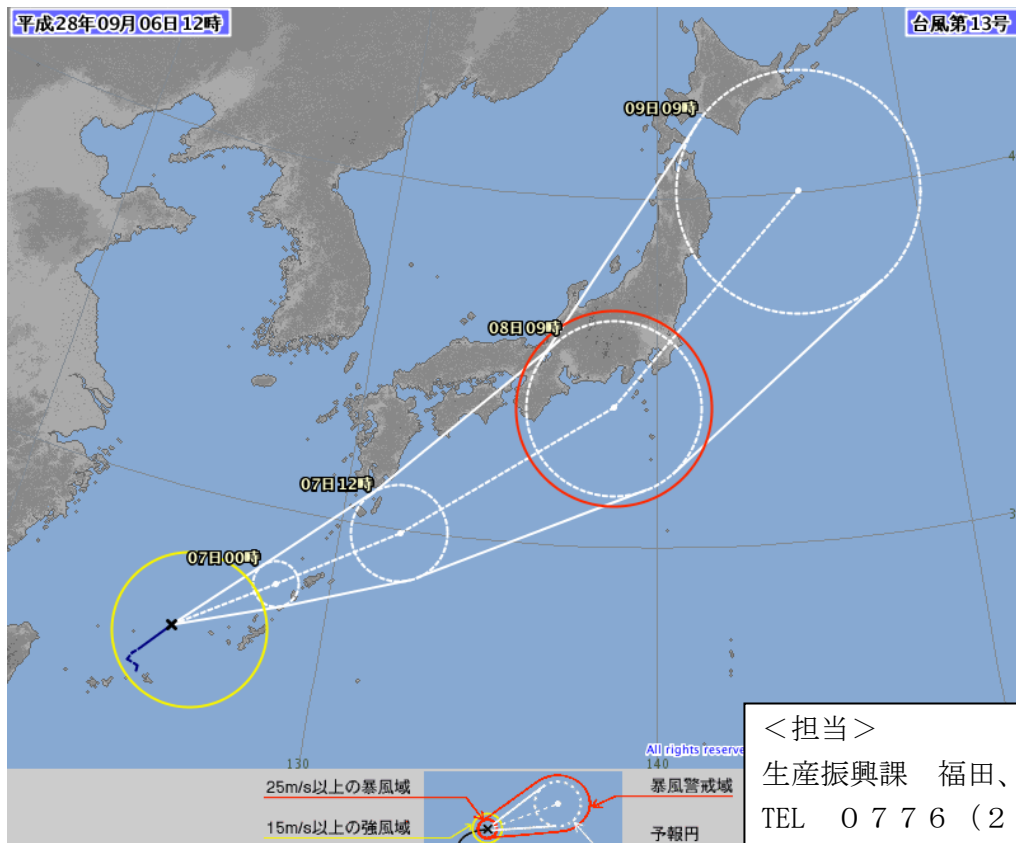 平成28年09月06日12時
台風第13号
09日09時
08日09時
07日12時
07日00時
All rights reserve
130
140
4
3
25m/s以上の暴風域
15m/s以上の強風域
暴風警戒域
予報円
＜担当＞
生産振興課　福田、
TEL　０７７６（２